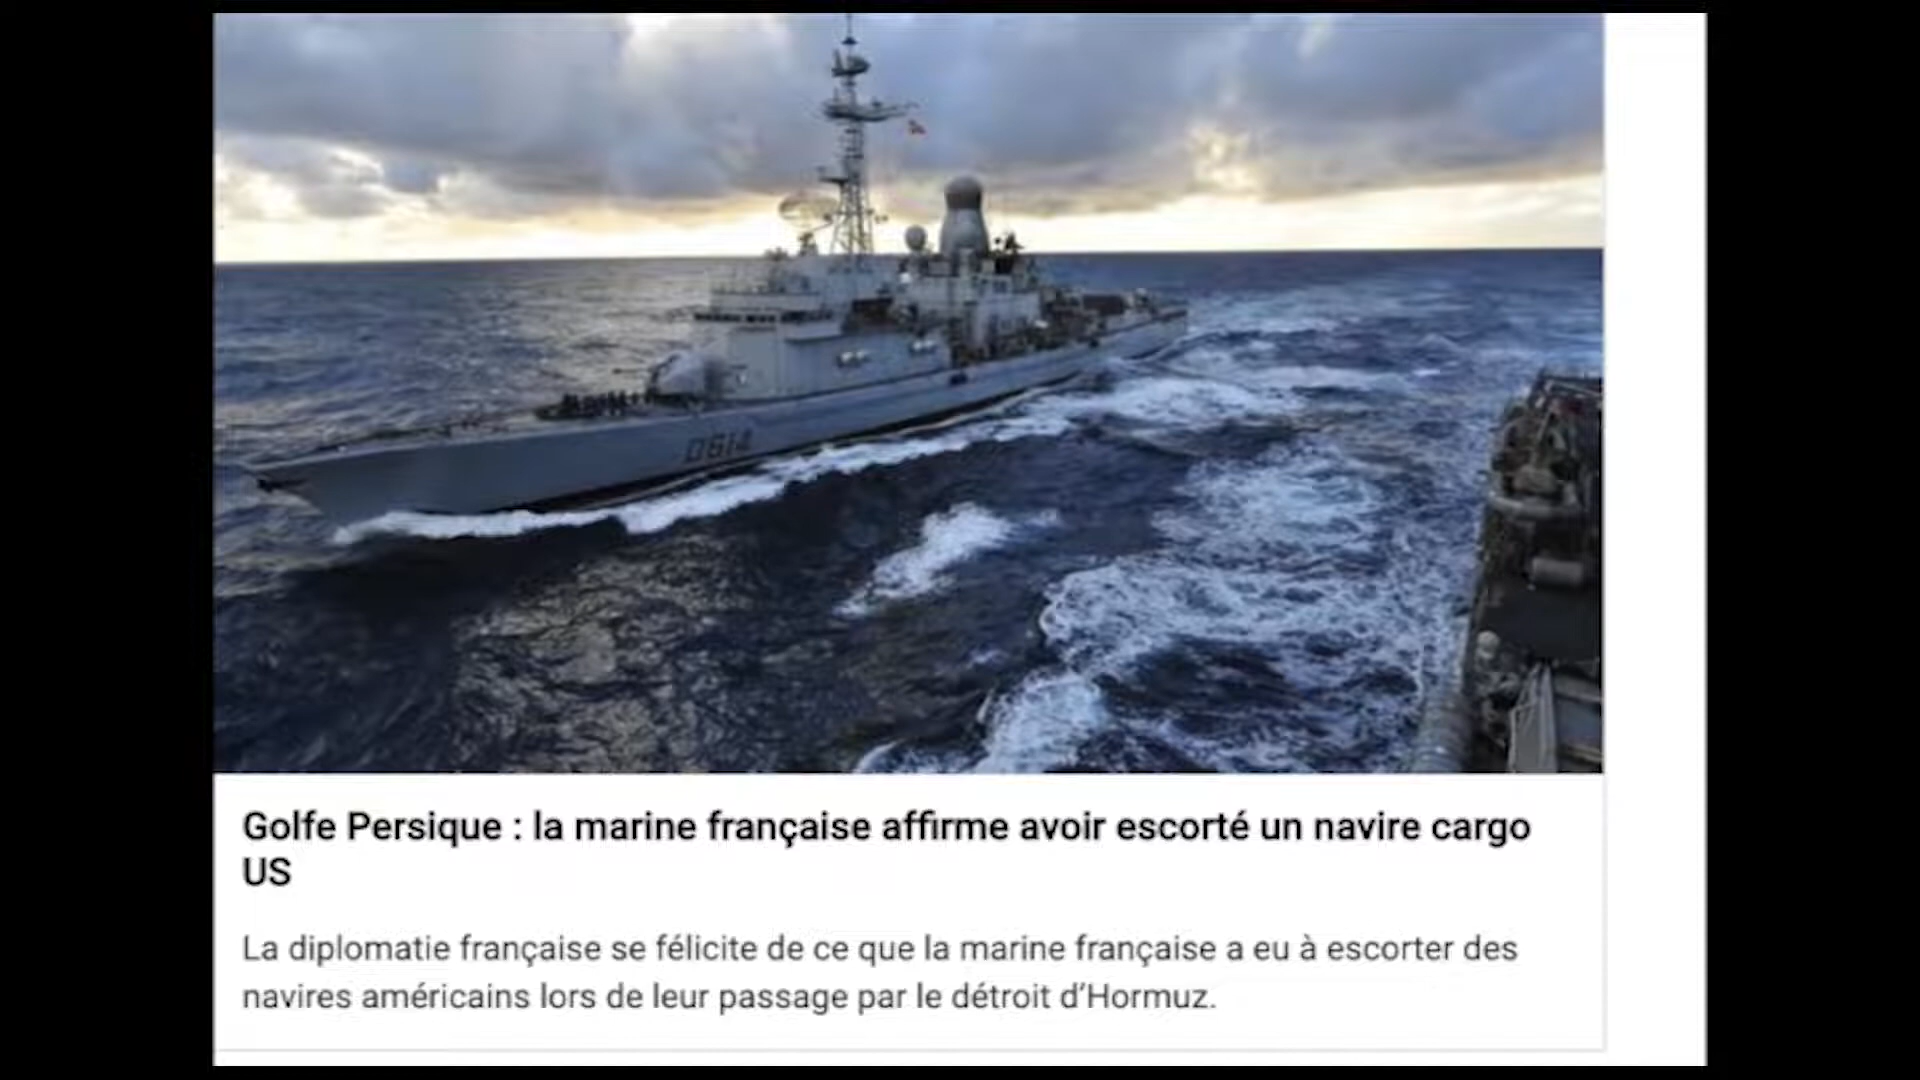 D614
Golfe Persique : la marine française affirme avoir escorté un navire cargo
US
La diplomatie française se félicite de ce que la marine française a eu à escorter des
navires américains lors de leur passage par le détroit d’Hormuz.